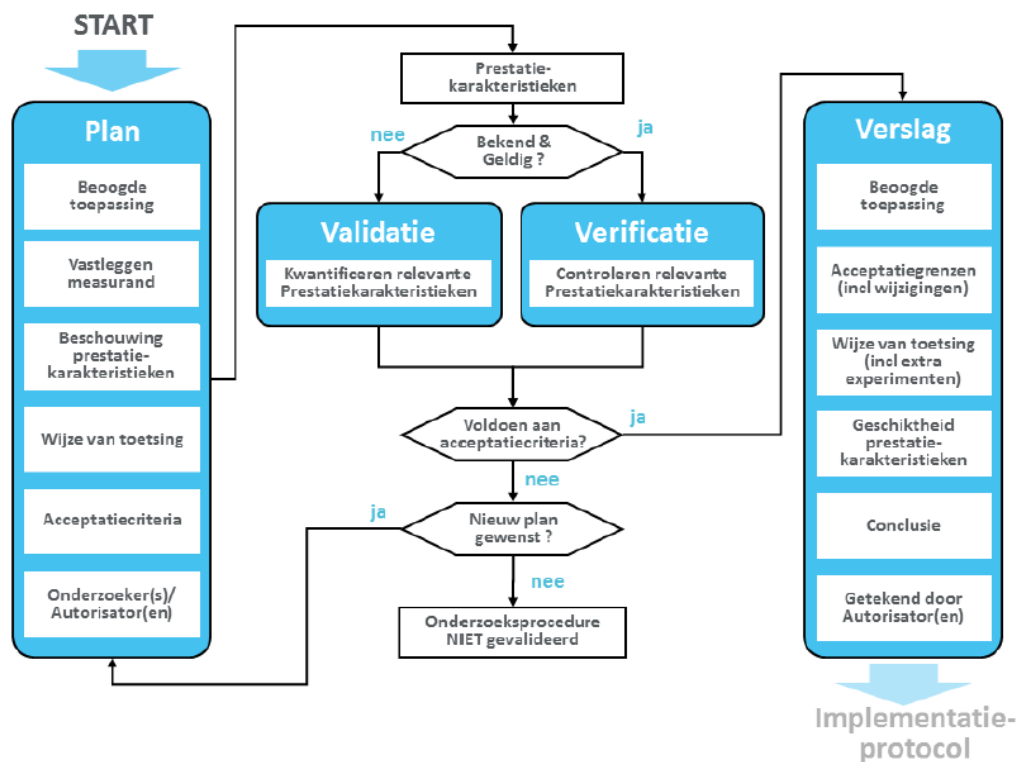 START
Plan
Beoogde
toepassing
Vastleggen
measurand
Beschouwing
prestatie-
karakteristieken
Wijze van toetsing
Acceptatiecriteria
Onderzoeker(s)/
Autorisator(en)
Prestatie-
karakteristieken
nee
ja
Bekend &
Geldig ?
Validatie
Kwantificeren relevante
Prestatiekarakteristieken
Verificatie
Controleren relevante
Prestatiekarakteristieken
Voldoen aan
acceptatiecriteria?
ja
nee
ja
Nieuw plan
gewenst ?
nee
Onderzoeksprocedure
NIET gevalideerd
Verslag
Beoogde
toepassing
Acceptatiegrenzen
(incl wijzigingen)
Wijze van toetsing
(incl extra
experimenten)
Geschiktheid
prestatie-
karakteristieken
Conclusie
Getekend door
Autorisator(en)
Implementatie-
protocol